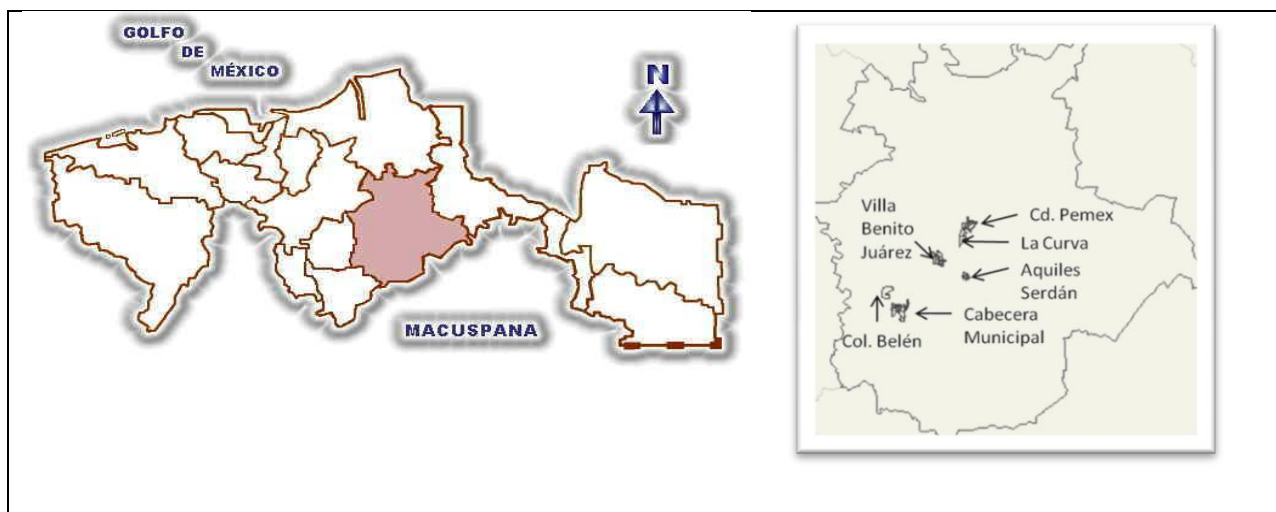 GOLFO
DE
MÉXICO
N
MACUSPANA
Villa
Benito
Juárez
Cd. Pemex
La Curva
Aquiles
Serdán
Cabecera
Municipal
Col. Belén